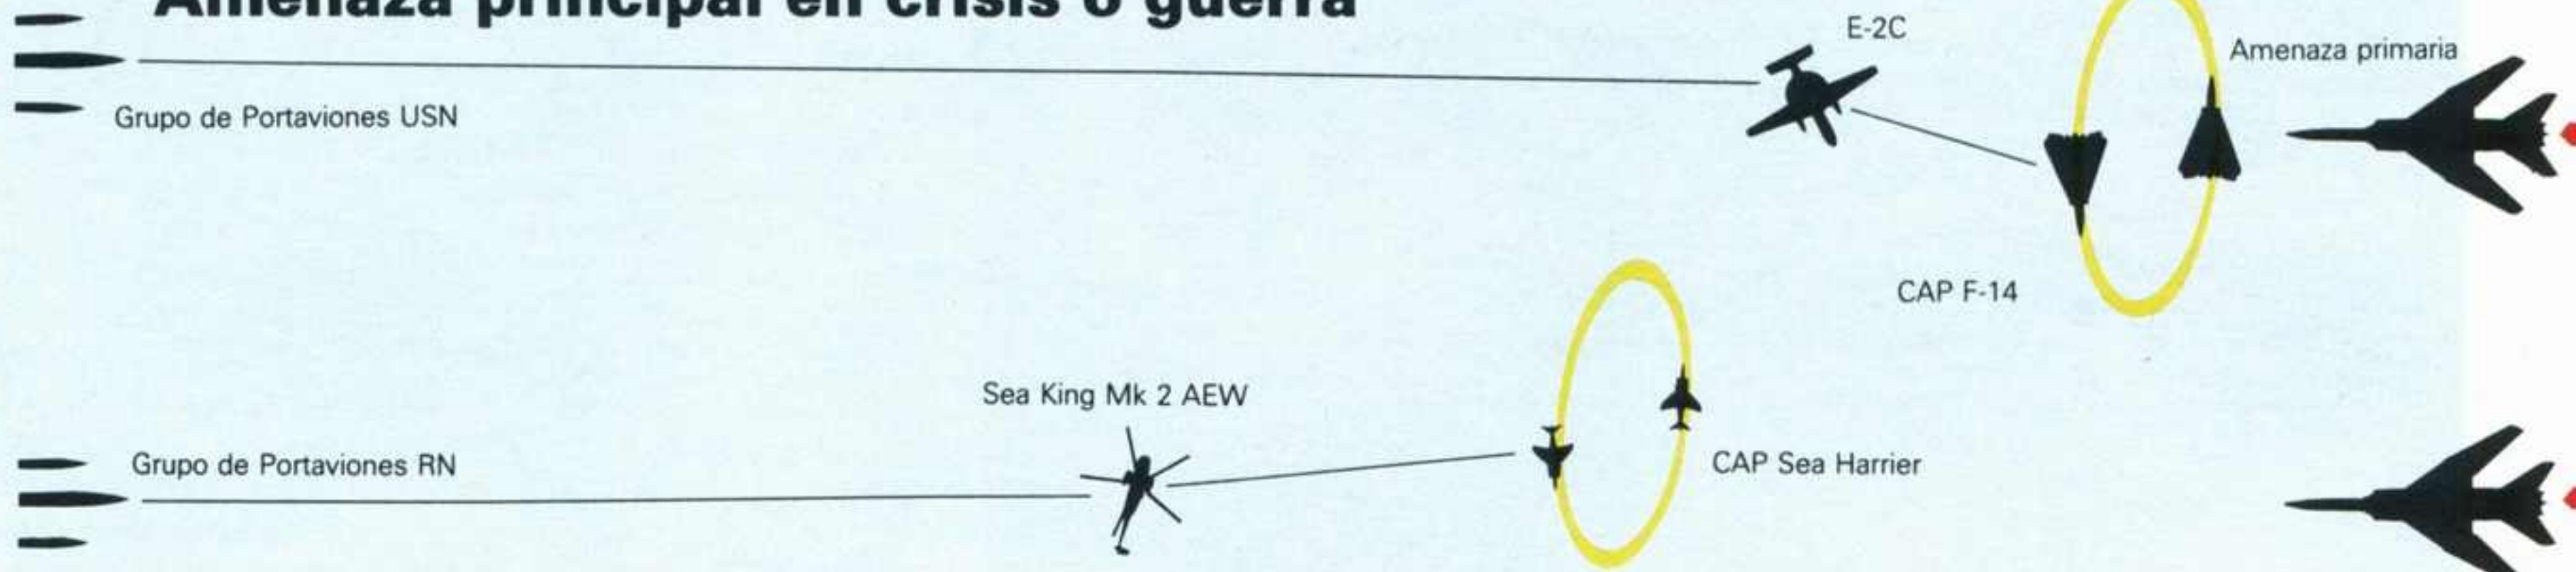 Amenaza principal en crisis o guerra
E-2C
Amenaza primaria
Grupo de Portaviones USN
CAP F-14
Sea King Mk 2 AEW
Grupo de Portaviones RN
CAP Sea Harrier